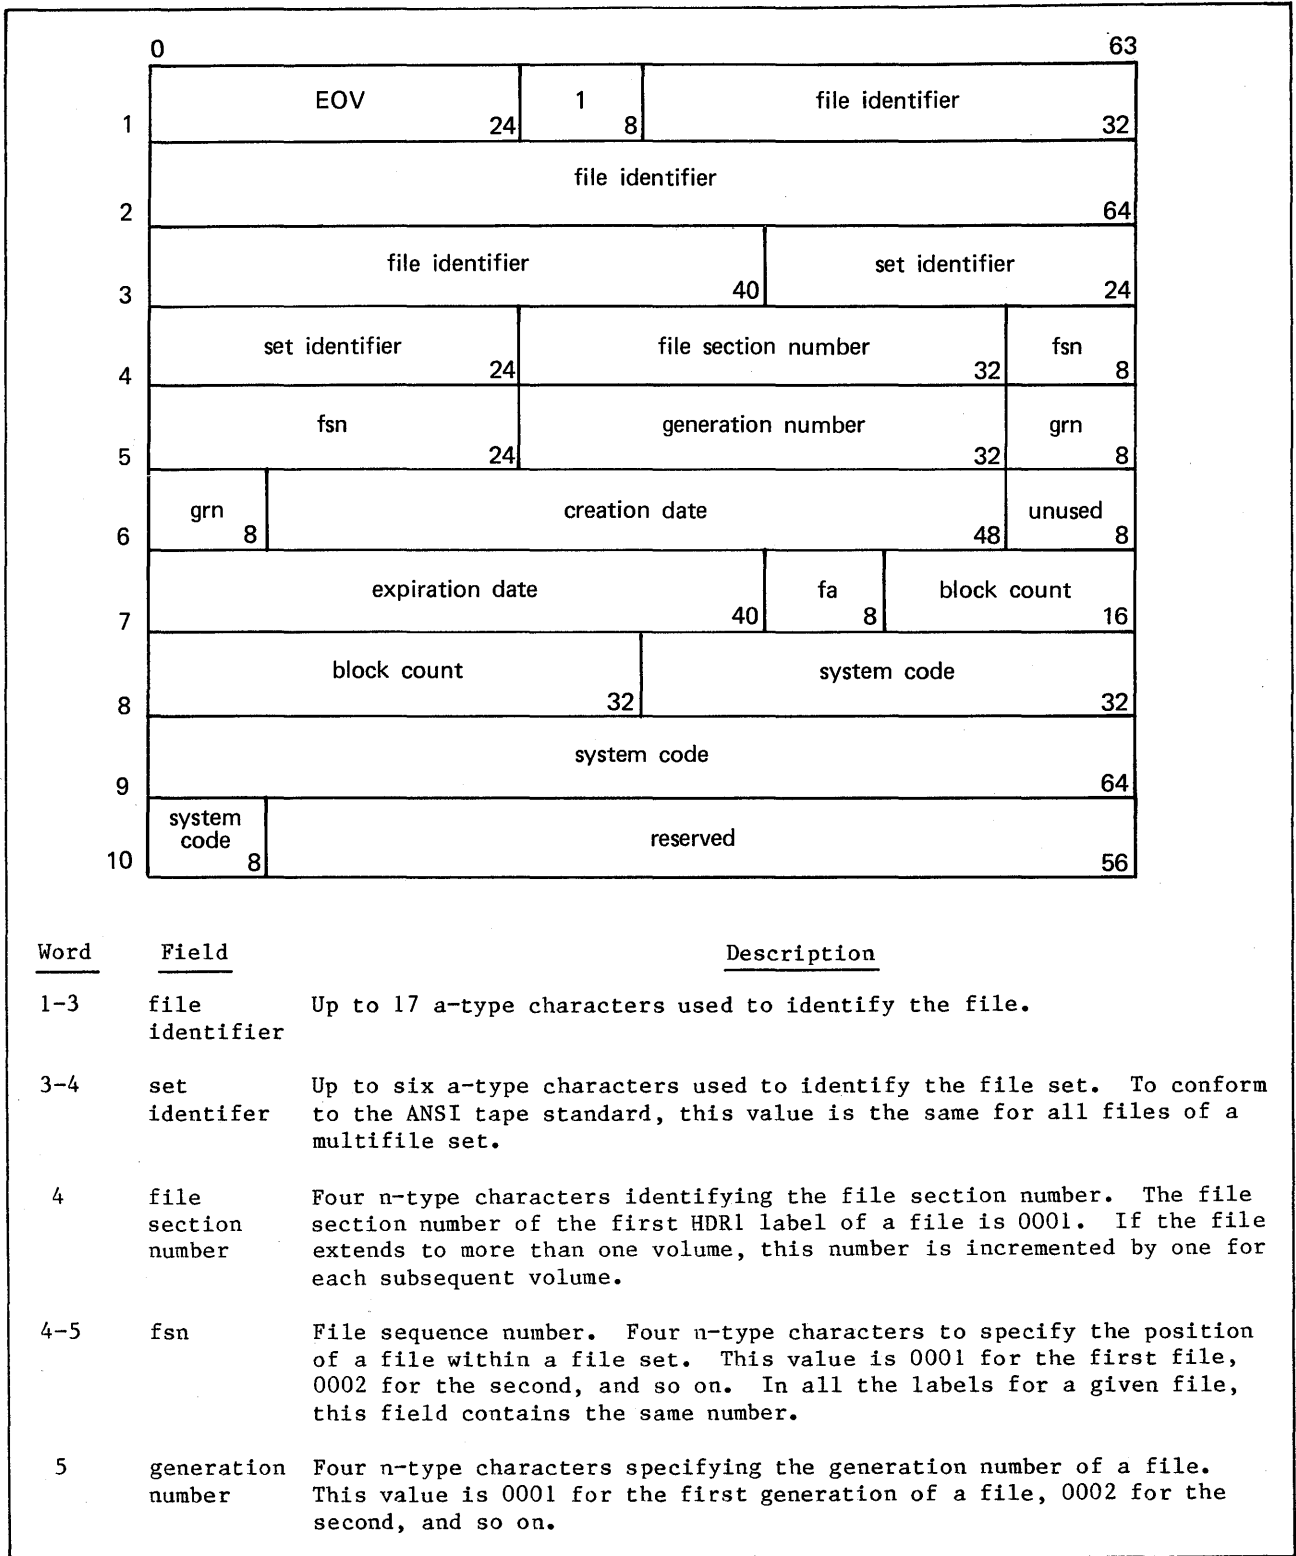 0 63
EOV 1 file identifier
1 24 8 32
file identifier
2 64
file identifier set identifier
3 40 24
set identifier file section number fsn
4 24 32 8
fsn generation number grn
5 24 32 8
grn creation date unused
6 8 48 8
expiration date fa block count
7 40 8 16
block count system code
8 32 32
system code
9 64
system
code reserved
10 8 56
Word Field Description
1-3 file Up to 17 a-type characters used to identify the file.
identifier
3-4 set Up to six a-type characters used to identify the file set. To conform
identifer to the ANSI tape standard, this value is the same for all files of a
multifile set.
4 file Four n-type characters identifying the file section number. The file
section section number of the first HDR1 label of a file is 0001. If the file
number extends to more than one volume, this number is incremented by one for
each subsequent volume.
4-5 fsn File sequence number. Four n-type characters to specify the position
of a file within a file set. This value is 0001 for the first file,
0002 for the second, and so on. In all the labels for a given file,
this field contains the same number.
5 generation Four n-type characters specifying the generation number of a file.
number This value is 0001 for the first generation of a file, 0002 for the
second, and so on.